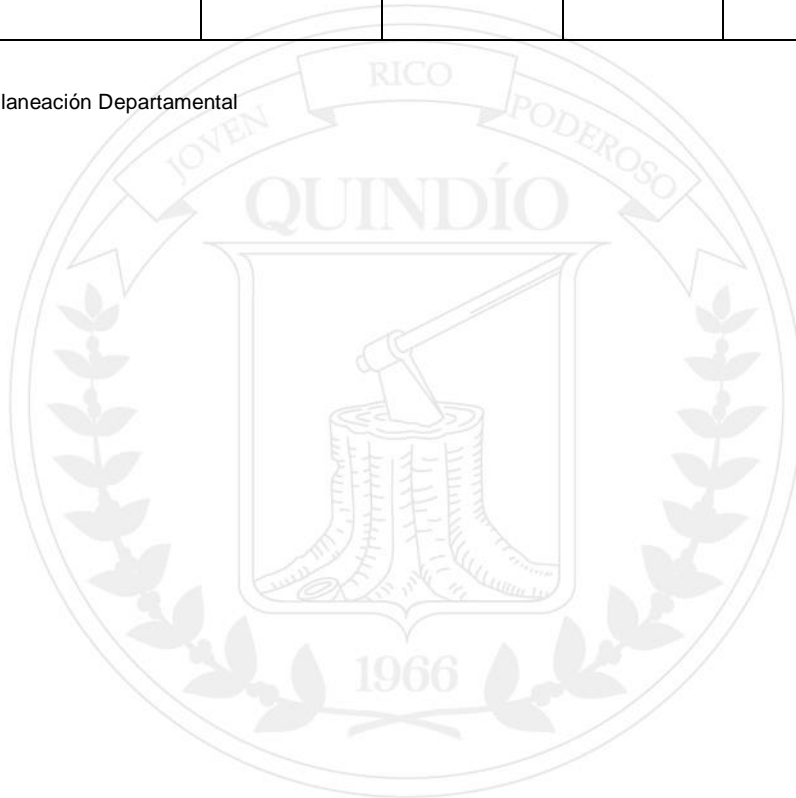 laneación Departamental
RICO
JOVEN
PODEROSO
QUINDÍO
1966